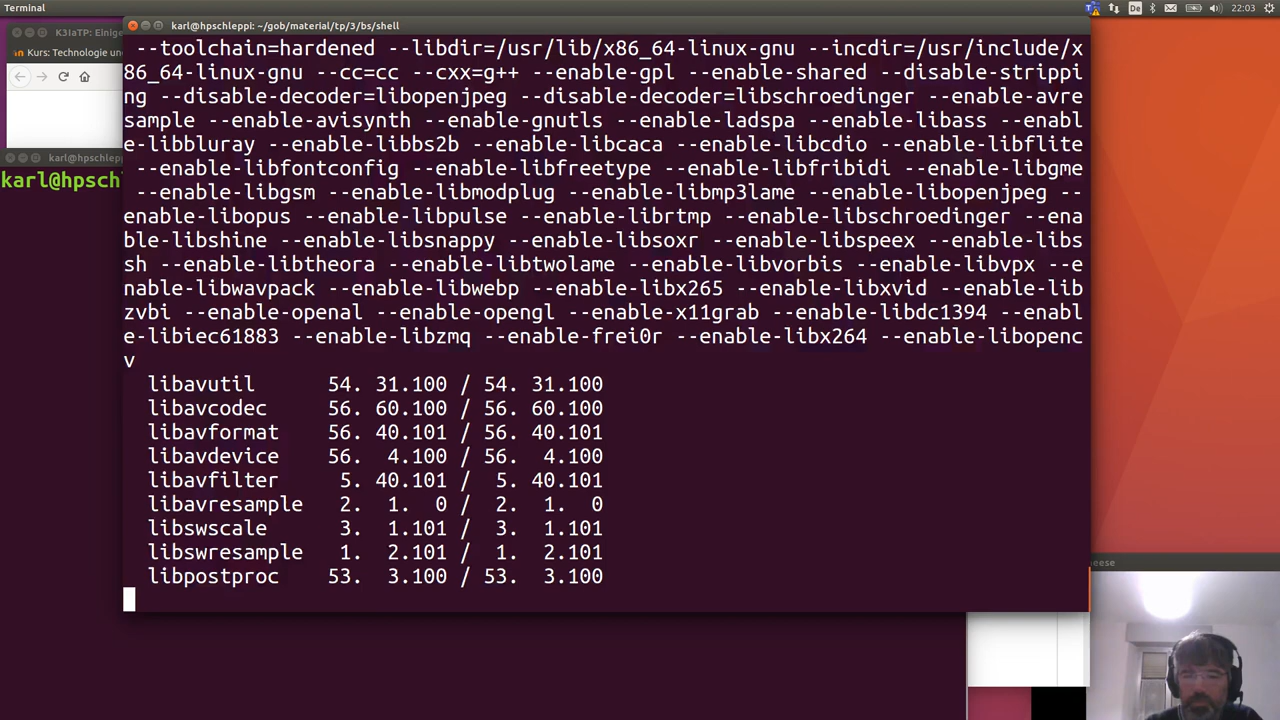 Terminal
De
22:03
K3IaTP: Einige
Kurs: Technologie un
karl@hpschlepp
karl@hpschl
karl@hpschleppi: ~/gob/material/tp/3/bs/shell
--toolchain=hardened --libdir=/usr/lib/x86_64-linux-gnu --incdir=/usr/include/x
86_64-linux-gnu --cc=cc --cxx=g++ --enable-gpl --enable-shared --disable-strippi
ng --disable-decoder=libopenjpeg --disable-decoder=libschroedinger --enable-avre
sample --enable-avisynth --enable-gnutls --enable-ladspa --enable-libass --enabl
e-libbluray --enable-libbs2b --enable-libcaca --enable-libcdio --enable-libflite
--enable-libfontconfig --enable-libfreetype --enable-libfribidi --enable-libgme
--enable-libgsm --enable-libmodplug --enable-libmp3lame --enable-libopenjpeg --
enable-libopus --enable-libpulse --enable-librtmp --enable-libschroedinger --ena
ble-libshine --enable-libsnappy --enable-libsoxr --enable-libspeex --enable-libs
sh --enable-libtheora --enable-libtwolame --enable-libvorbis --enable-libvpx --e
nable-libwavpack --enable-libwebp --enable-libx265 --enable-libxvid --enable-lib
zvbi --enable-openal --enable-opengl --enable-x11grab --enable-libdc1394 --enabl
e-libiec61883 --enable-libzmq --enable-frei0r --enable-libx264 --enable-libopenc
v
libavutil 54. 31.100 / 54. 31.100
libavcodec 56. 60.100 / 56. 60.100
libavformat 56. 40.101 / 56. 40.101
libavdevice 56. 4.100 / 56. 4.100
libavfilter 5. 40.101 / 5. 40.101
libavresample 2. 1. 0 / 2. 1. 0
libswscale 3. 1.101 / 3. 1.101
libswresample 1. 2.101 / 1. 2.101
libpostproc 53. 3.100 / 53. 3.100
eese